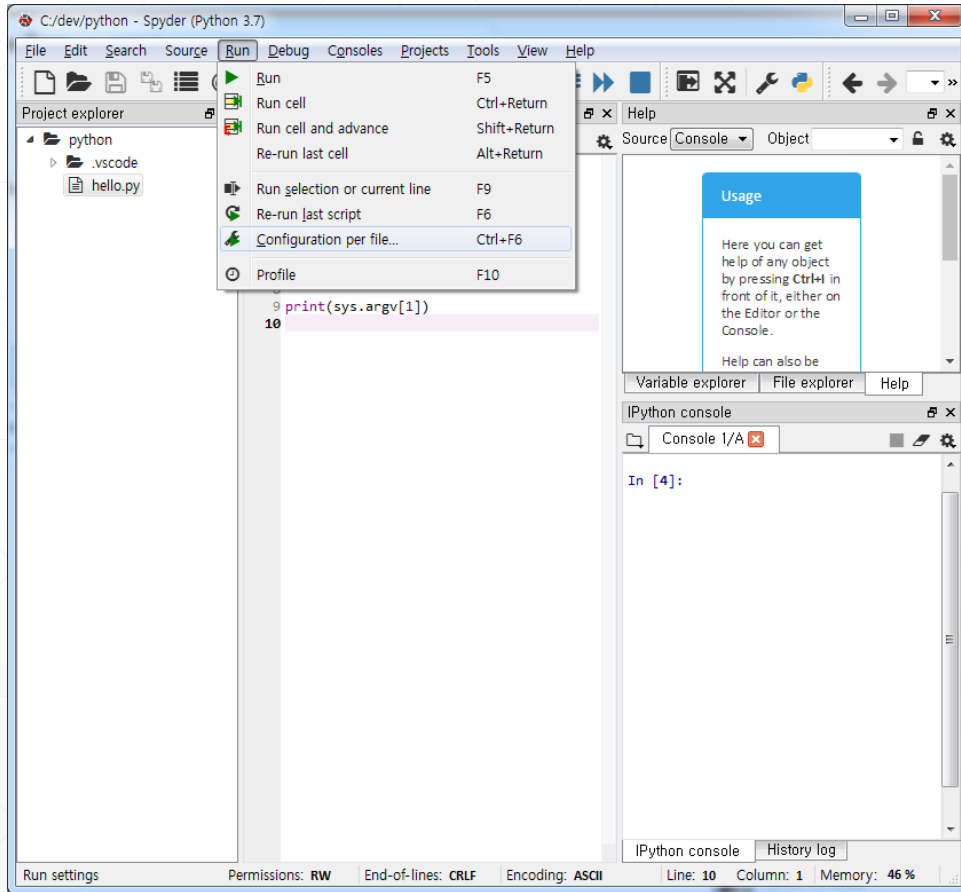 C:/dev/python - Spyder (Python 3.7)
File Edit Search Source Run Debug Consoles Projects Tools View Help
Project explorer
python
.vscode
hello.py
Run F5
Run cell Ctrl+Return
Run cell and advance Shift+Return
Re-run last cell Alt+Return
Run selection or current line F9
Re-run last script F6
Configuration per file... Ctrl+F6
Profile F10
9 print(sys.argv[1])
10
Help
Source Console Object
Usage
Here you can get
help of any object
by pressing Ctrl+I in
front of it, either on
the Editor or the
Console.
Help can also be
Variable explorer File explorer Help
IPython console
Console 1/A
In [4]:
IPython console History log
Run settings Permissions: RW End-of-lines: CRLF Encoding: ASCII Line: 10 Column: 1 Memory: 46 %